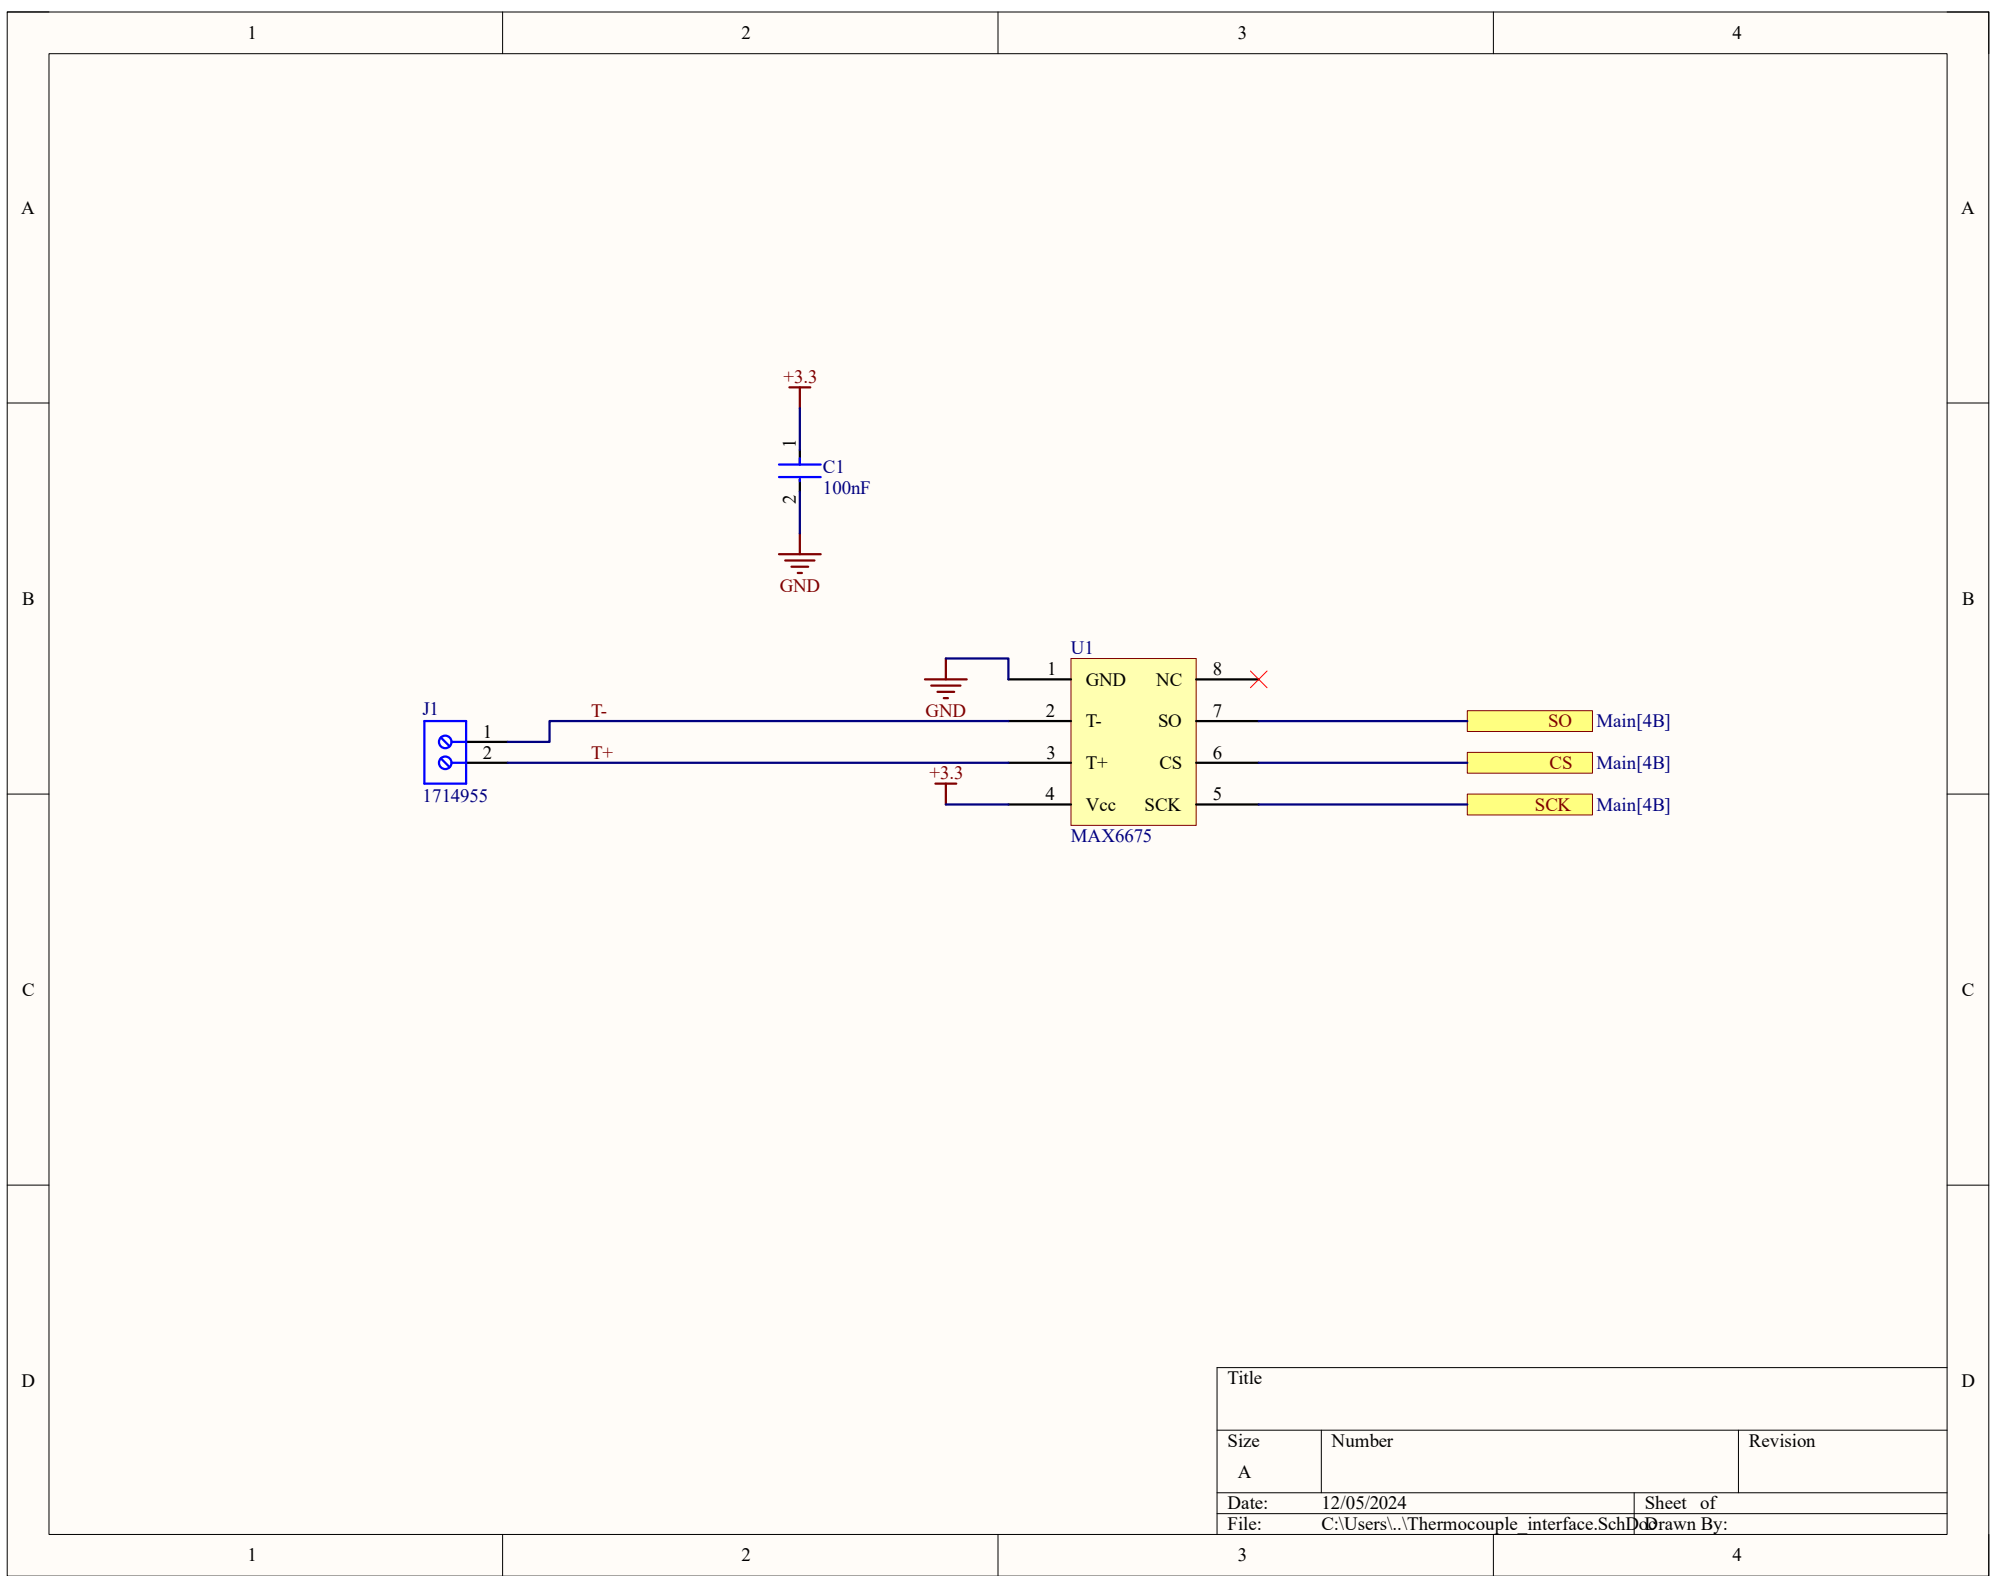 1 2 3 4
A A
+3.3
1
C1
100nF
2
GND
B B
U1
1 GND NC 8
J1 T- GND 2 T- SO 7 SO Main[4B]
1
2 T+ 3 T+ CS 6 CS Main[4B]
+3.3
1714955 4 Vcc SCK 5 SCK Main[4B]
MAX6675
C C
D D
Title
Size Number Revision
A
Date: 12/05/2024 Sheet of
File: C:\Users\..\Thermocouple_interface.SchDoc Drawn By:
1 2 3 4